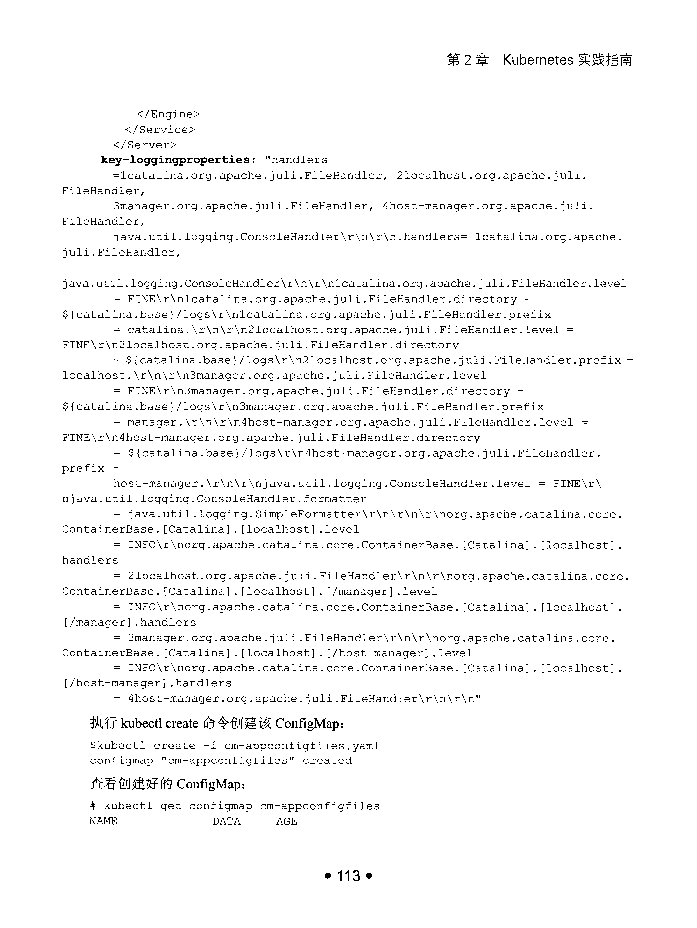 第 2 章 Kubernetes 实践指南
</Engine>
</Service>
</Server>
key-loggingproperties: "handlers
=1catalina.org.apache.juli.FileHandler, 2localhost.org.apache.juli.
FileHandler,
3manager.org.apache.juli.FileHandler, 4host-manager.org.apache.juli.
FileHandler,
java.util.logging.ConsoleHandler\r\n\r\n.handlers= 1catalina.org.apache.
juli.FileHandler,
java.util.logging.ConsoleHandler\r\n\r\n1catalina.org.apache.juli.FileHandler.level
= FINE\r\n1catalina.org.apache.juli.FileHandler.directory =
${catalina.base}/logs\r\n1catalina.org.apache.juli.FileHandler.prefix
= catalina.\r\n\r\n2localhost.org.apache.juli.FileHandler.level =
FINE\r\n2localhost.org.apache.juli.FileHandler.directory
= ${catalina.base}/logs\r\n2localhost.org.apache.juli.FileHandler.prefix =
localhost.\r\n\r\n3manager.org.apache.juli.FileHandler.level
= FINE\r\n3manager.org.apache.juli.FileHandler.directory =
${catalina.base}/logs\r\n3manager.org.apache.juli.FileHandler.prefix
= manager.\r\n\r\n4host-manager.org.apache.juli.FileHandler.level =
FINE\r\n4host-manager.org.apache.juli.FileHandler.directory
= ${catalina.base}/logs\r\n4host-manager.org.apache.juli.FileHandler.
prefix =
host-manager.\r\n\r\njava.util.logging.ConsoleHandler.level = FINE\r\
njava.util.logging.ConsoleHandler.formatter
= java.util.logging.SimpleFormatter\r\n\r\n\r\norg.apache.catalina.core.
ContainerBase.[Catalina].[localhost].level
= INFO\r\norg.apache.catalina.core.ContainerBase.[Catalina].[localhost].
handlers
= 2localhost.org.apache.juli.FileHandler\r\n\r\norg.apache.catalina.core.
ContainerBase.[Catalina].[localhost].[/manager].level
= INFO\r\norg.apache.catalina.core.ContainerBase.[Catalina].[localhost].
[/manager].handlers
= 3manager.org.apache.juli.FileHandler\r\n\r\norg.apache.catalina.core.
ContainerBase.[Catalina].[localhost].[/host-manager].level
= INFO\r\norg.apache.catalina.core.ContainerBase.[Catalina].[localhost].
[/host-manager].handlers
= 4host-manager.org.apache.juli.FileHandler\r\n\r\n"
执行 kubectl create 命令创建该 ConfigMap：
$kubectl create -f cm-appconfigfiles.yaml
configmap "cm-appconfigfiles" created
查看创建好的 ConfigMap：
# kubectl get configmap cm-appconfigfiles
NAME DATA AGE
• 113 •